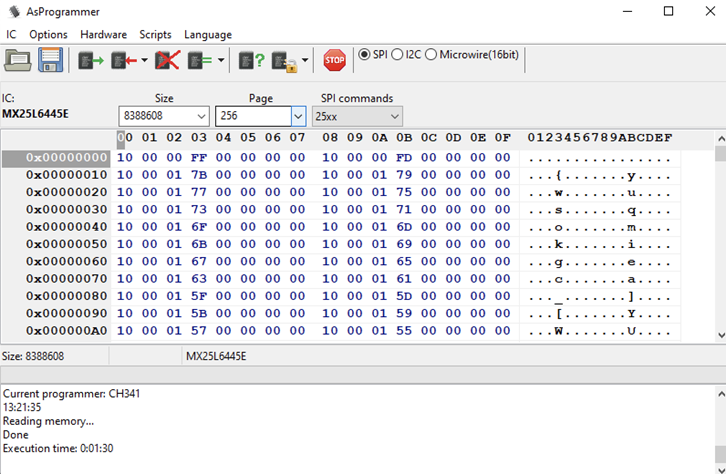 AsProgrammer
IC Options Hardware Scripts Language
STOP SPI I2C Microwire(16bit)
IC: Size Page SPI commands
MX25L6445E 8388608 256 25xx
00 01 02 03 04 05 06 07 08 09 0A 0B 0C 0D 0E 0F 0123456789ABCDEF
0x00000000 10 00 00 FF 00 00 00 00 10 00 00 FD 00 00 00 00 ................
0x00000010 10 00 01 7B 00 00 00 00 10 00 01 79 00 00 00 00 ...{.......y....
0x00000020 10 00 01 77 00 00 00 00 10 00 01 75 00 00 00 00 ...w.......u....
0x00000030 10 00 01 73 00 00 00 00 10 00 01 71 00 00 00 00 ...s.......q....
0x00000040 10 00 01 6F 00 00 00 00 10 00 01 6D 00 00 00 00 ...o.......m....
0x00000050 10 00 01 6B 00 00 00 00 10 00 01 69 00 00 00 00 ...k.......i....
0x00000060 10 00 01 67 00 00 00 00 10 00 01 65 00 00 00 00 ...g.......e....
0x00000070 10 00 01 63 00 00 00 00 10 00 01 61 00 00 00 00 ...c.......a....
0x00000080 10 00 01 5F 00 00 00 00 10 00 01 5D 00 00 00 00 ..._.......]....
0x00000090 10 00 01 5B 00 00 00 00 10 00 01 59 00 00 00 00 ...[.......Y....
0x000000A0 10 00 01 57 00 00 00 00 10 00 01 55 00 00 00 00 ...W.......U....
Size: 8388608 MX25L6445E
Current programmer: CH341
13:21:35
Reading memory...
Done
Execution time: 0:01:30